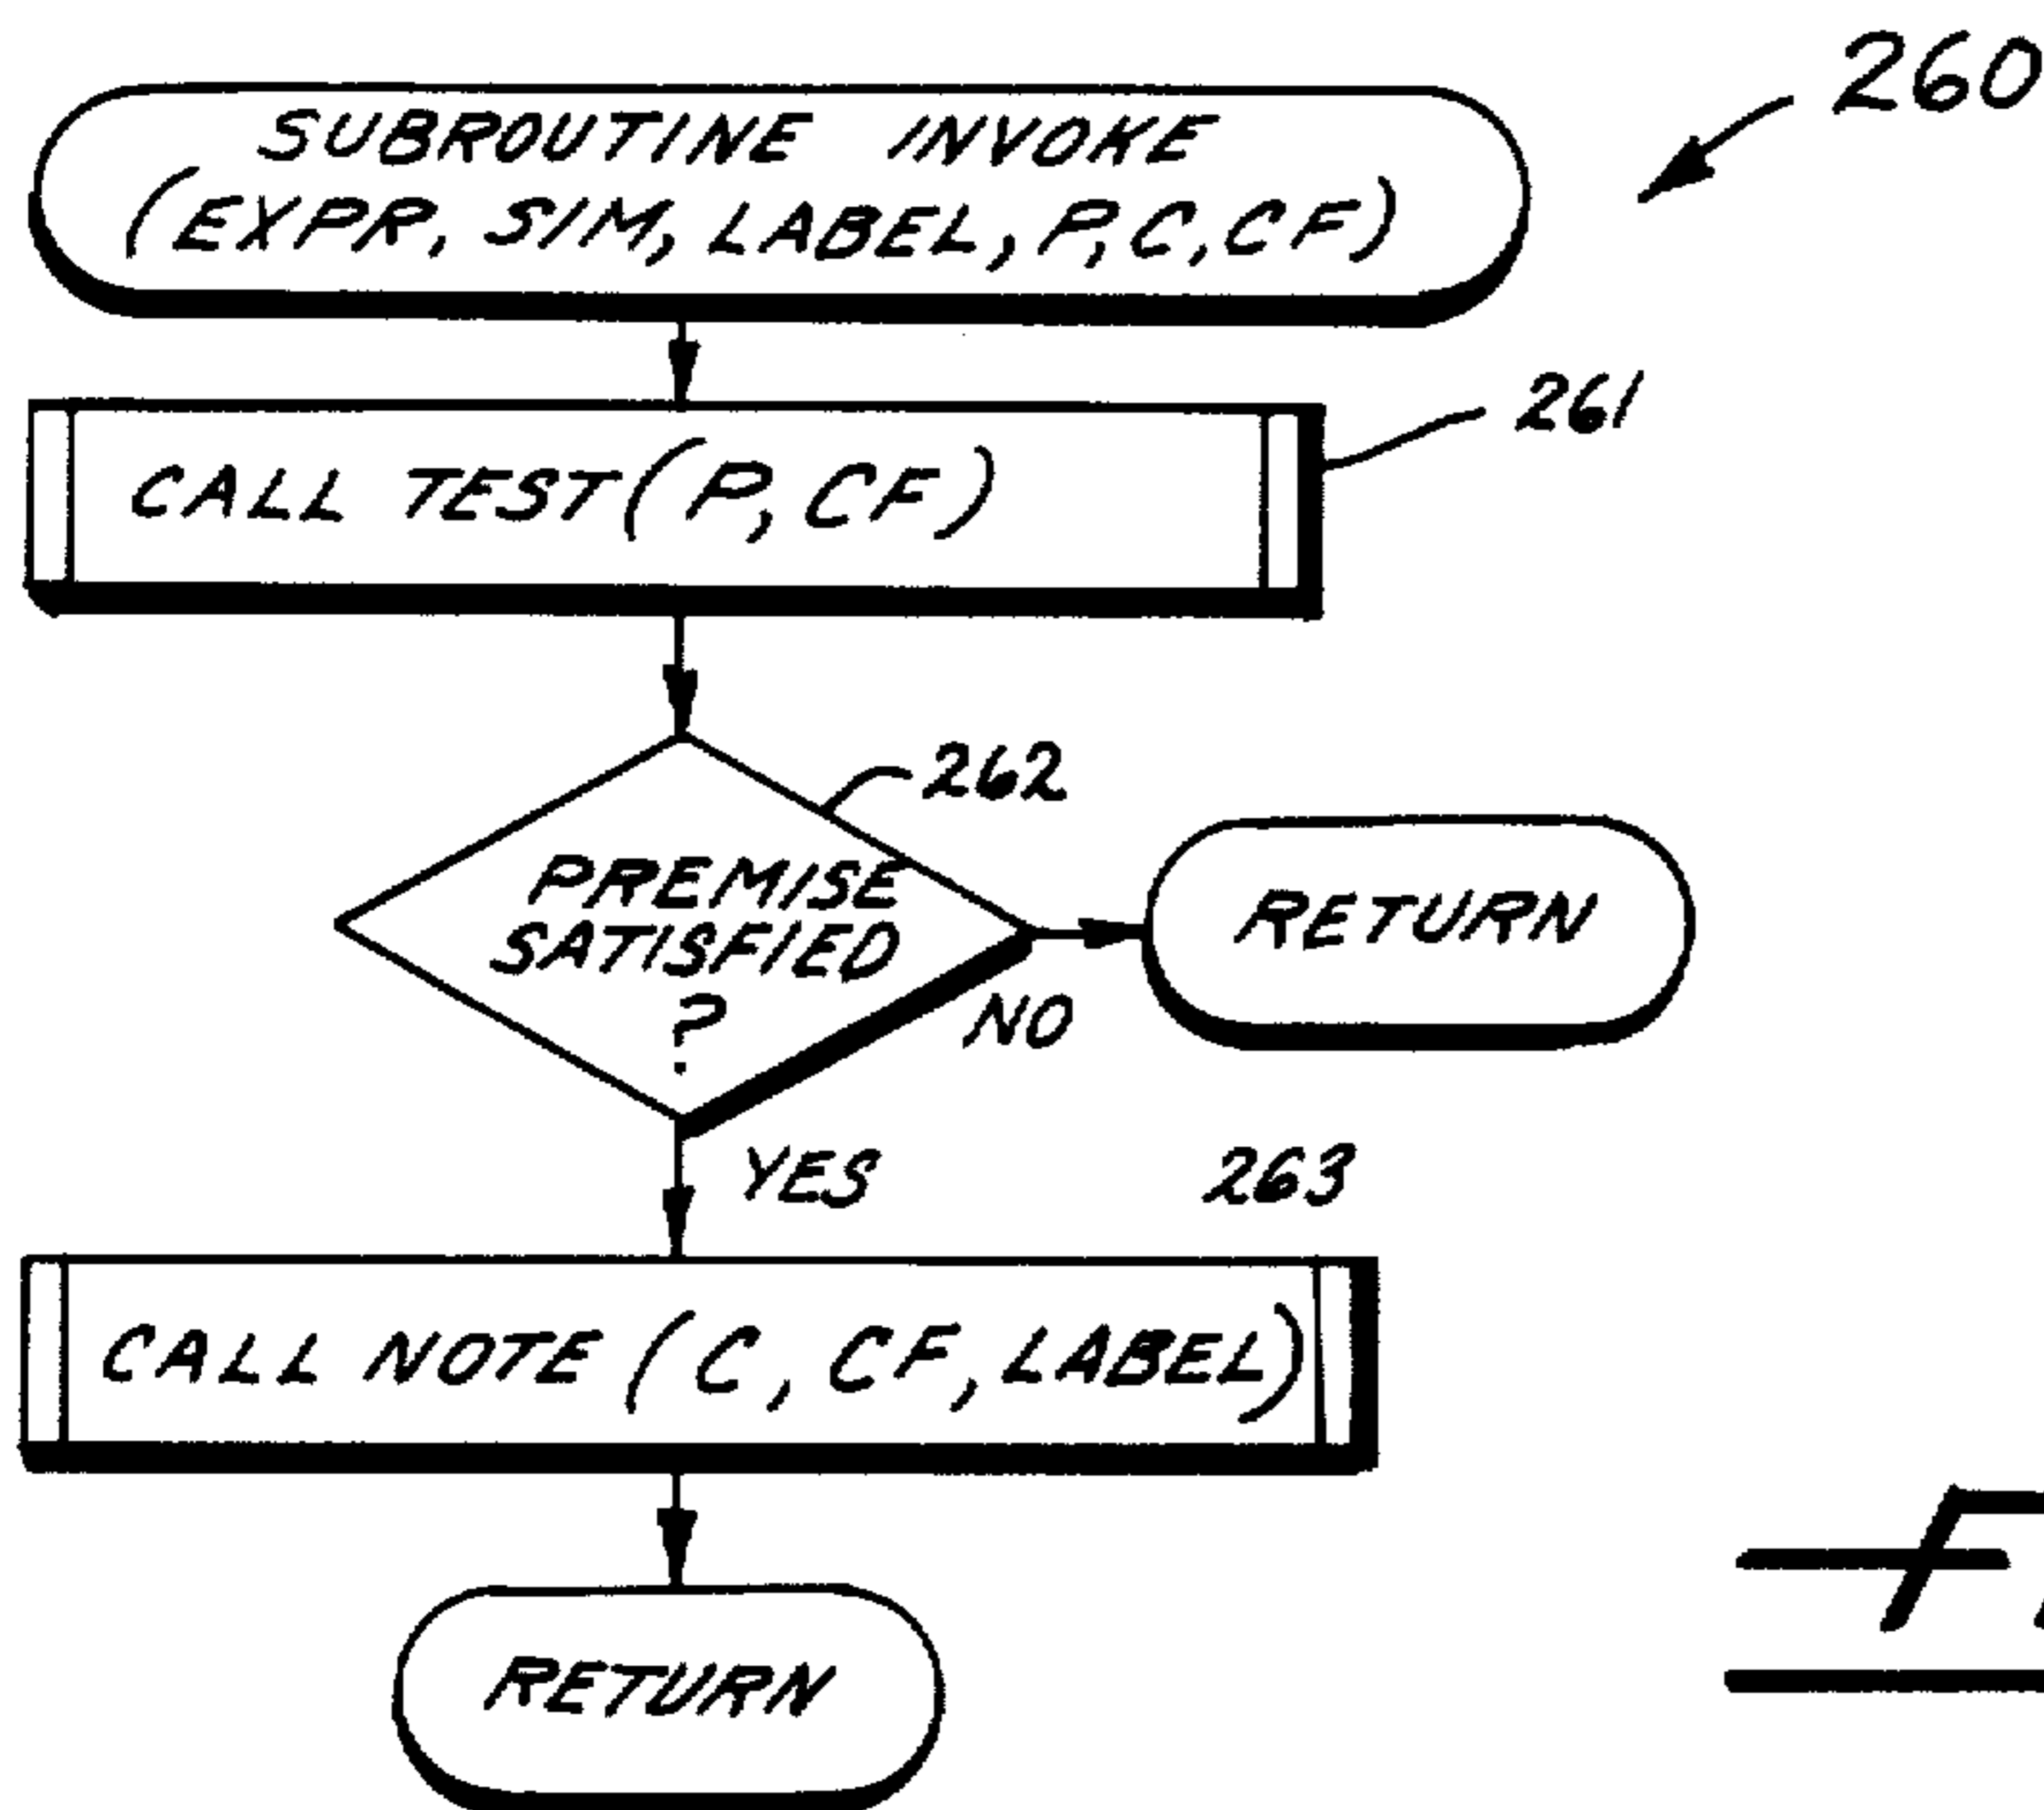 260
SUBROUTINE INVOKE
(EXPR, SIM, LABEL, P, C, CF)
261
CALL TEST (P, CF)
262
PREMISE
SATISFIED
?
NO
RETURN
YES
263
CALL NOTE (C, CF, LABEL)
RETURN